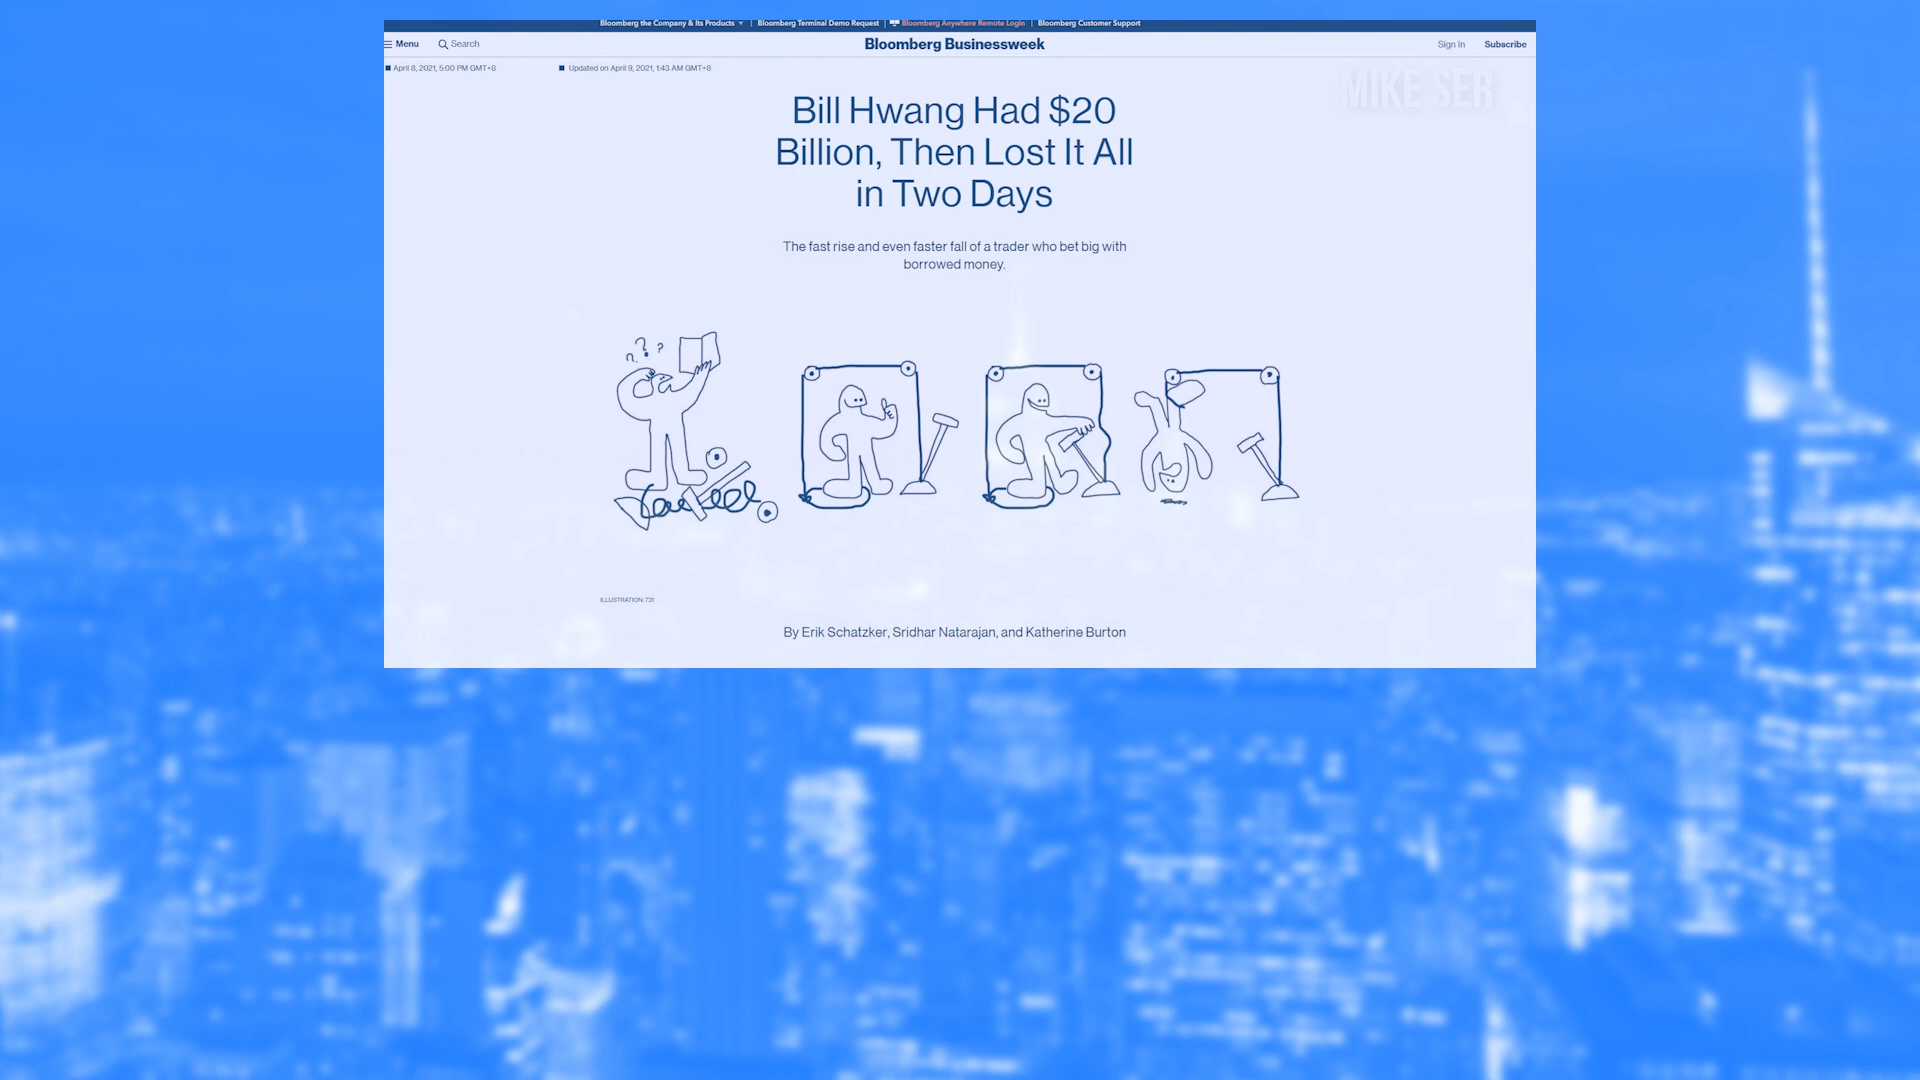 Bloomberg the Company & Its Products
Bloomberg Terminal Demo Request
Bloomberg Anywhere Remote Login
Bloomberg Customer Support
Menu
Search
Bloomberg Businessweek
Sign In
Subscribe
April 8, 2021, 5:00 PM GMT+8
Updated on April 9, 2021, 1:43 AM GMT+8
MIKE SER
Bill Hwang Had $20
Billion, Then Lost It All
in Two Days
The fast rise and even faster fall of a trader who bet big with
borrowed money.
? ? ?
ILLUSTRATION: 731
By Erik Schatzker, Sridhar Natarajan, and Katherine Burton